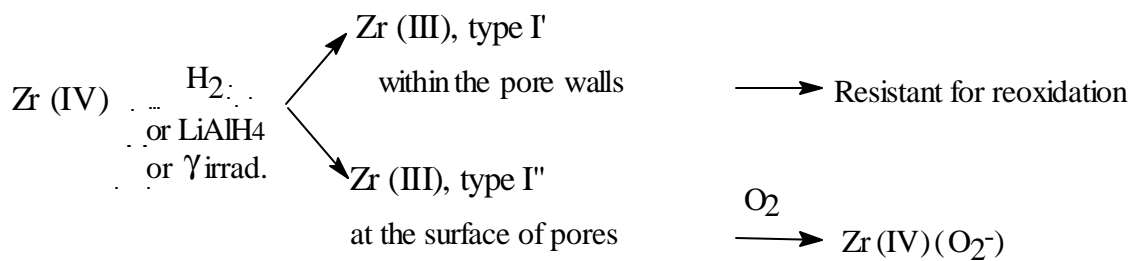 Zr (III), type I'
within the pore walls
Resistant for reoxidation
Zr (IV)
H2
or LiAlH4
or γ irrad.
Zr (III), type I"
at the surface of pores
O2
Zr (IV) (O2-)